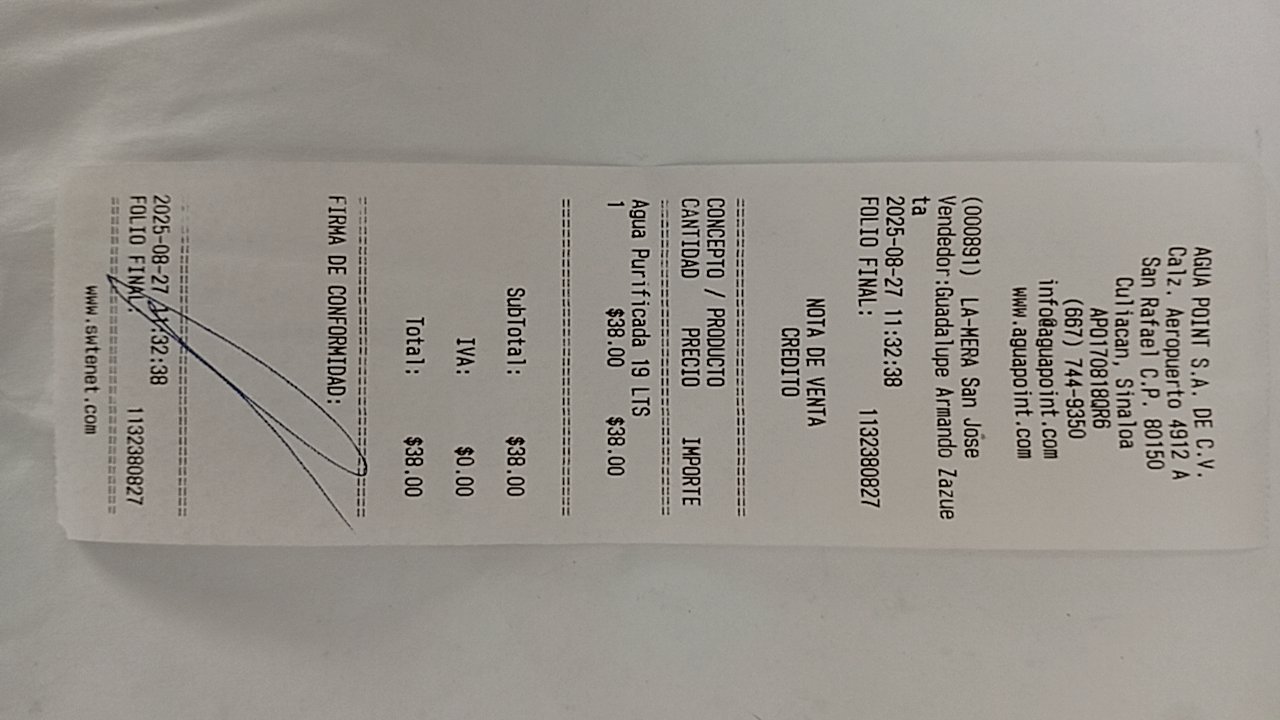 AGUA POINT S.A. DE C.V.
Calz. Aeropuerto 4912 A
San Rafael C.P. 80150
Culiacan, Sinaloa
APO170818QR6
(667) 744-9350
info@aguapoint.com
www.aguapoint.com
(000891) LA-MERA San Jose
Vendedor:Guadalupe Armando Zazue
ta
2025-08-27 11:32:38
FOLIO FINAL: 1132380827
NOTA DE VENTA
CREDITO
================================
CONCEPTO / PRODUCTO
CANTIDAD PRECIO IMPORTE
================================
Agua Purificada 19 LTS
1 $38.00 $38.00
================================
SubTotal: $38.00
IVA: $0.00
Total: $38.00
================================
FIRMA DE CONFORMIDAD:
================================
2025-08-27 11:32:38
FOLIO FINAL: 1132380827
================================
www.swtenet.com